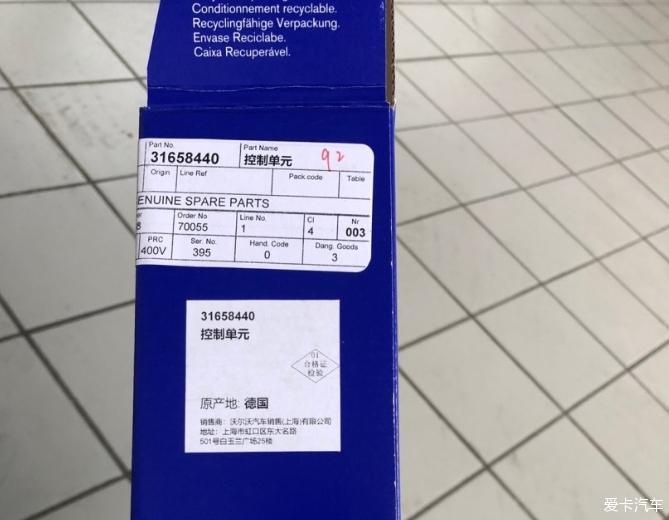 Conditionnement recyclable.
Recyclingfähige Verpackung.
Envase Reciclabe.
Caixa Recuperável.
Part No. Part Name
31658440 控制单元 92
Origin Line Ref Pack.code Table
ENUINE SPARE PARTS
Order No Line No. CI Nr
8 70055 1 4 003
PRC Ser. No. Hand. Code Dang. Goods
400V 395 0 3
31658440
控制单元
01
合格证
检验
原产地: 德国
销售商: 沃尔沃汽车销售(上海)有限公司
地址: 上海市虹口区东大名路
501号白玉兰广场25楼
爱卡汽车